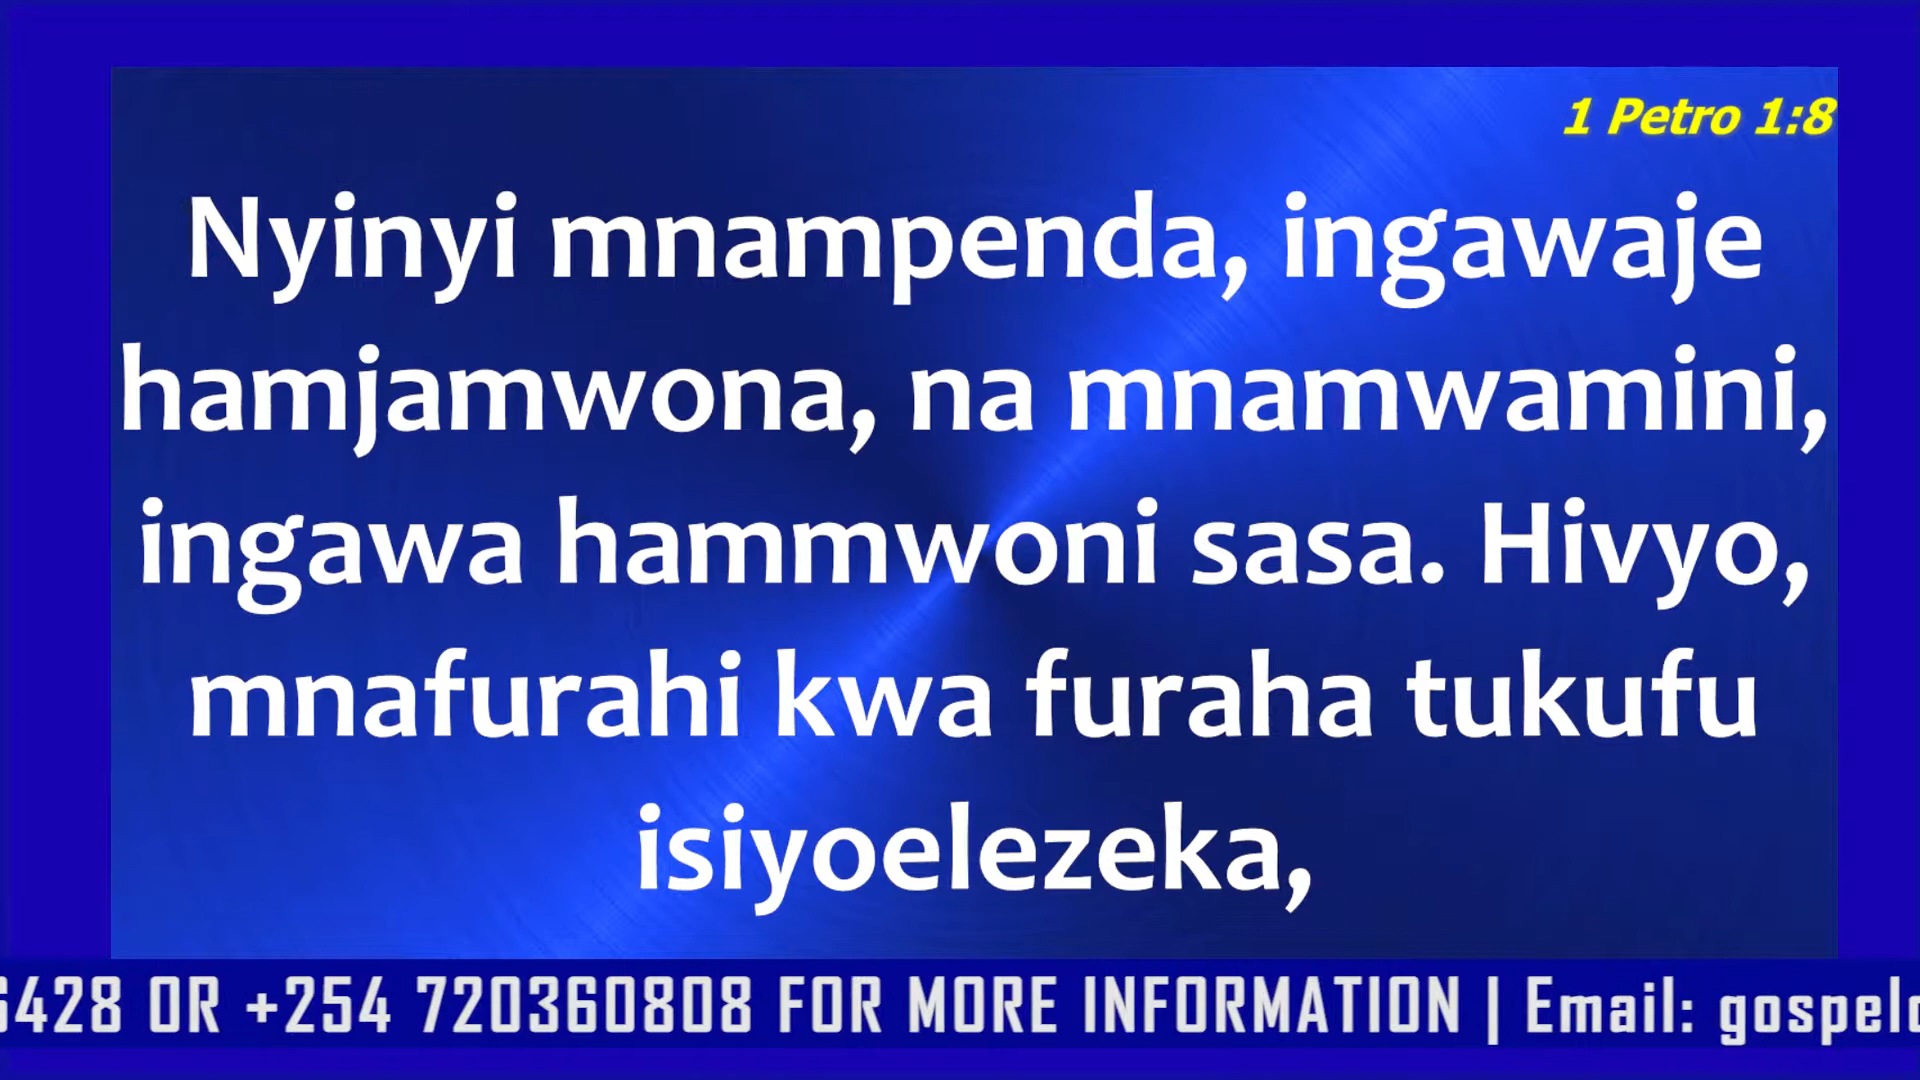 1 Petro 1:8
Nyinyi mnampenda, ingawaje
hamjamwona, na mnamwamini,
ingawa hammwoni sasa. Hivyo,
mnafurahi kwa furaha tukufu
isiyoelezeka,
428 OR +254 720360808 FOR MORE INFORMATION | Email: